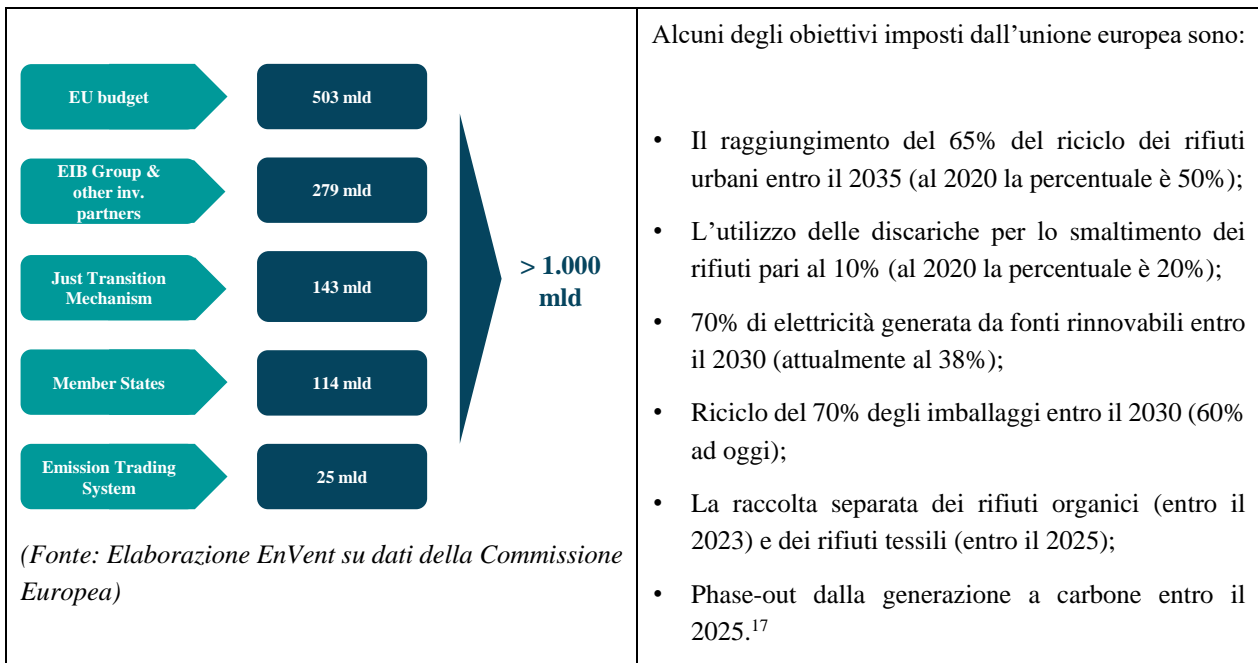 EU budget
503 mld
EIB Group &
other inv.
partners
279 mld
Just Transition
Mechanism
143 mld
Member States
114 mld
Emission Trading
System
25 mld
> 1.000
mld
(Fonte: Elaborazione EnVent su dati della Commissione
Europea)
Alcuni degli obiettivi imposti dall’unione europea sono:
• Il raggiungimento del 65% del riciclo dei rifiuti
urbani entro il 2035 (al 2020 la percentuale è 50%);
• L’utilizzo delle discariche per lo smaltimento dei
rifiuti pari al 10% (al 2020 la percentuale è 20%);
• 70% di elettricità generata da fonti rinnovabili entro
il 2030 (attualmente al 38%);
• Riciclo del 70% degli imballaggi entro il 2030 (60%
ad oggi);
• La raccolta separata dei rifiuti organici (entro il
2023) e dei rifiuti tessili (entro il 2025);
• Phase-out dalla generazione a carbone entro il
2025.17